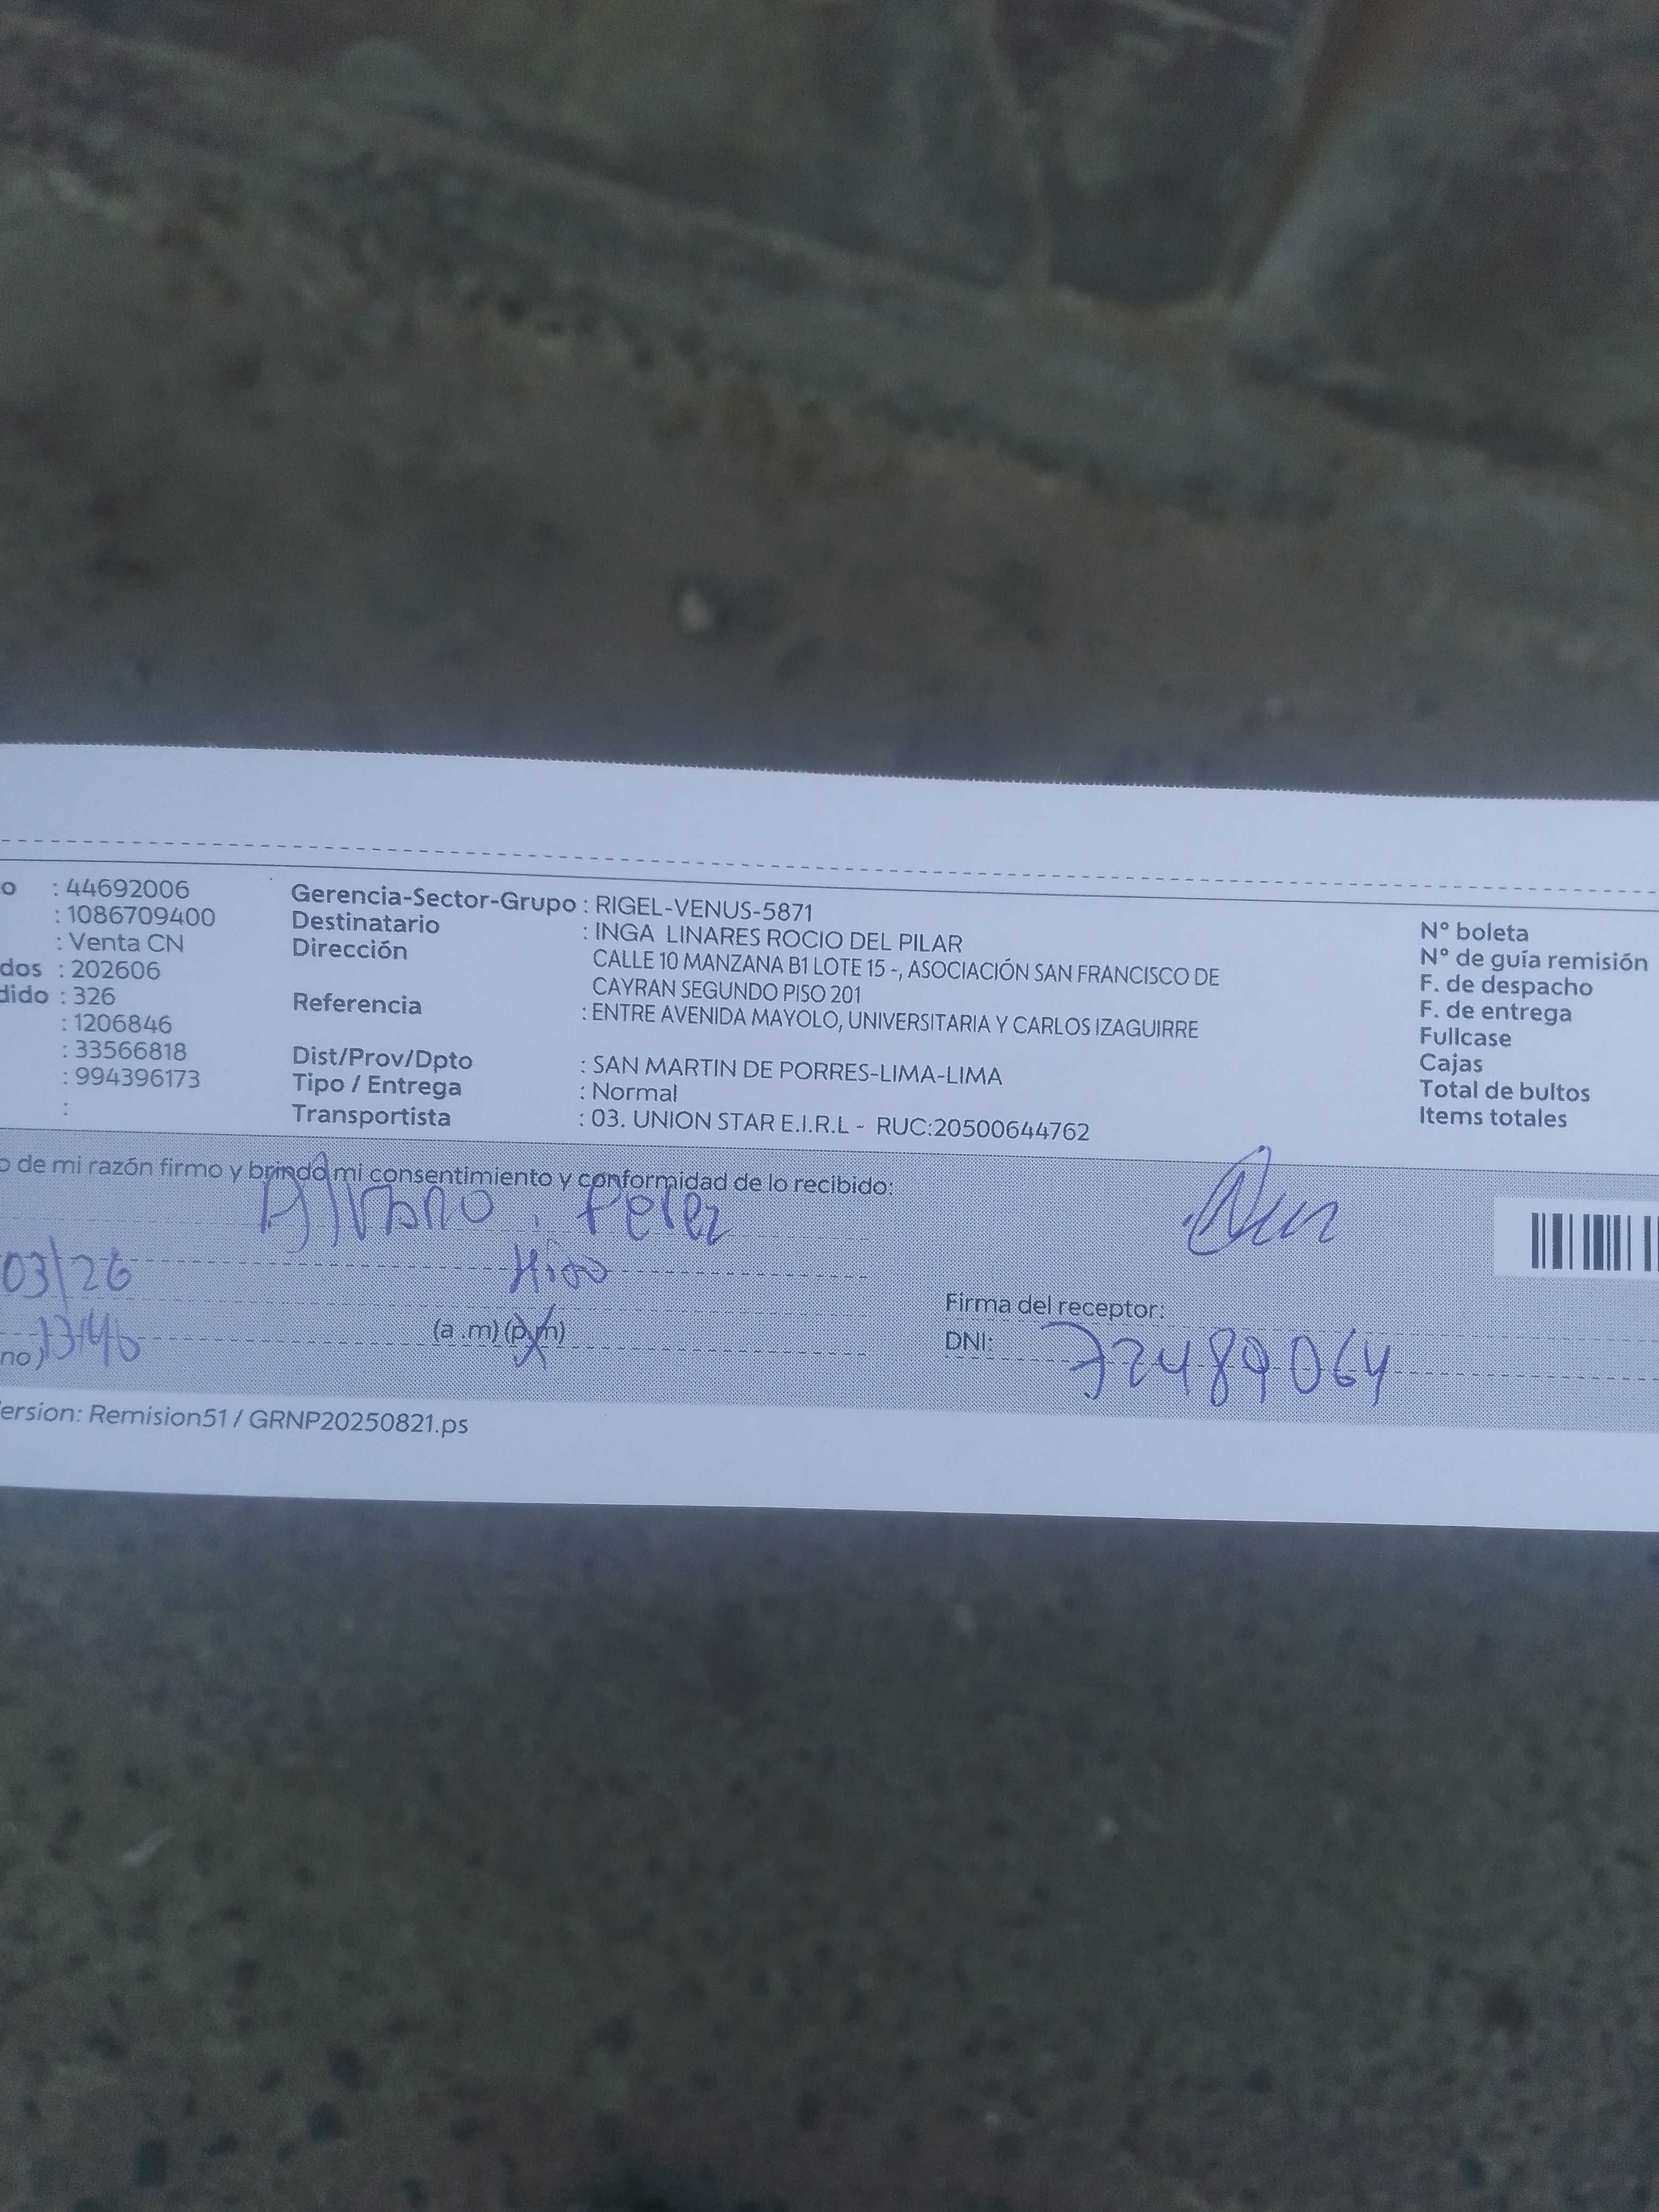 o : 44692006
: 1086709400
: Venta CN
dos : 202606
dido : 326
: 1206846
: 33566818
: 994396173
:
Gerencia-Sector-Grupo : RIGEL-VENUS-5871
Destinatario : INGA LINARES ROCIO DEL PILAR
Dirección CALLE 10 MANZANA B1 LOTE 15 -, ASOCIACIÓN SAN FRANCISCO DE
CAYRAN SEGUNDO PISO 201
Referencia : ENTRE AVENIDA MAYOLO, UNIVERSITARIA Y CARLOS IZAGUIRRE
Dist/Prov/Dpto : SAN MARTIN DE PORRES-LIMA-LIMA
Tipo / Entrega : Normal
Transportista : 03. UNION STAR E.I.R.L - RUC:20500644762
N° boleta
N° de guía remisión
F. de despacho
F. de entrega
Fullcase
Cajas
Total de bultos
Items totales
o de mi razón firmo y brindo mi consentimiento y conformidad de lo recibido:
Alvaro. Perez
03/26 Hijo
no) 13:46 (a .m) (p.m)
Firma del receptor:
DNI: 72489064
ersion: Remision51 / GRNP20250821.ps